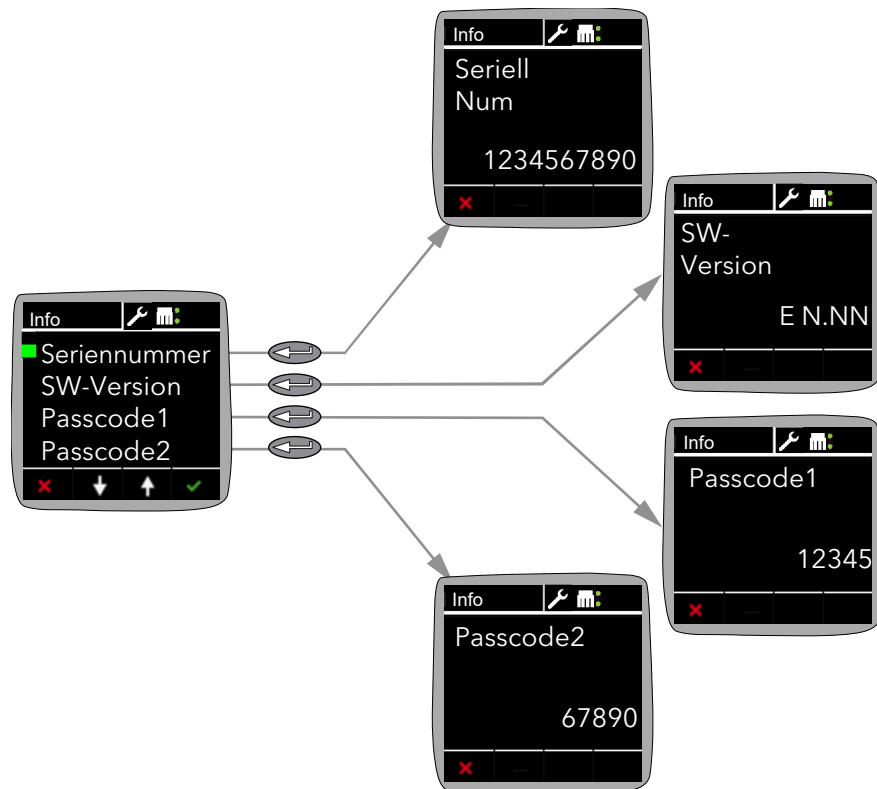 Info
Seriell
Num
1234567890
Info
SW-
Version
E N.NN
Info
Seriennummer
SW-Version
Passcode1
Passcode2
Info
Passcode1
12345
Info
Passcode2
67890